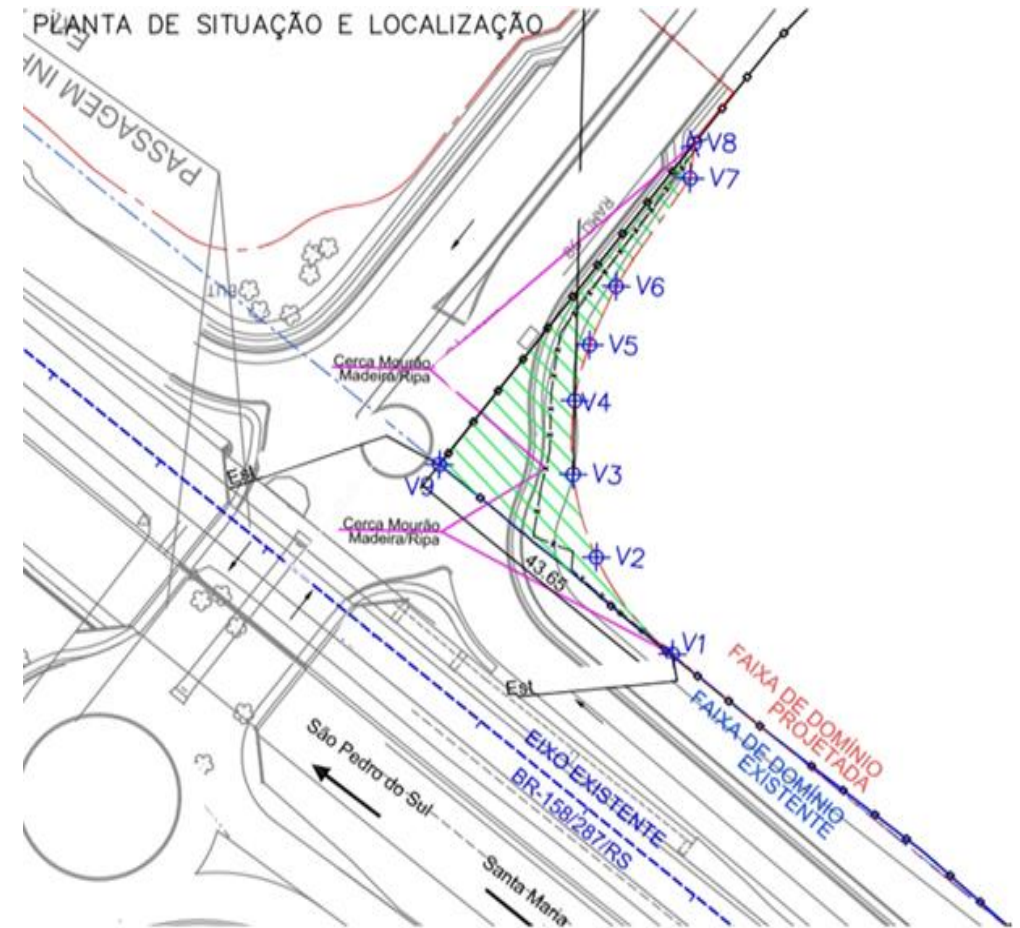 PLANTA DE SITUAÇÃO E LOCALIZAÇÃO
PASSAGEM INF
V8
V7
RAMO
V6
V5
Cerca Mourão
Madeira/Ripa
V4
V3
V9
Est
Cerca Mourão
Madeira/Ripa
V2
43,65
V1
Est
FAIXA DE DOMÍNIO
PROJETADA
FAIXA DE DOMÍNIO
EXISTENTE
EIXO EXISTENTE
BR-158/287/RS
São Pedro do Sul
Santa Maria